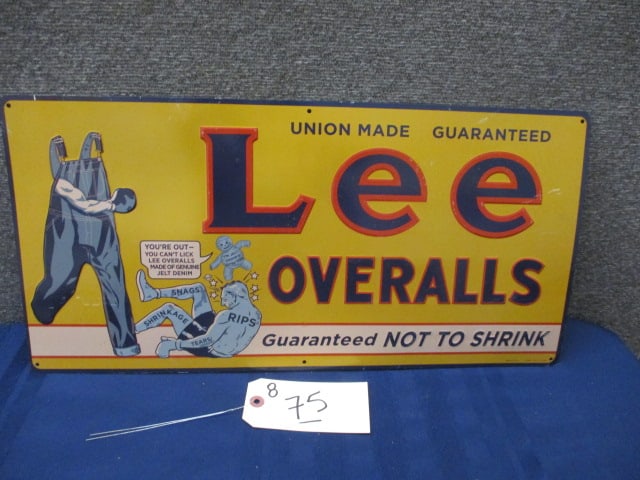 UNION MADE GUARANTEED
Lee
OVERALLS
YOU'RE OUT-
YOU CAN'T LICK
LEE OVERALLS
MADE OF GENUINE
JELT DENIM
SNAGS
SHRINKAGE
TEARS
RIPS
Guaranteed NOT TO SHRINK
8
75